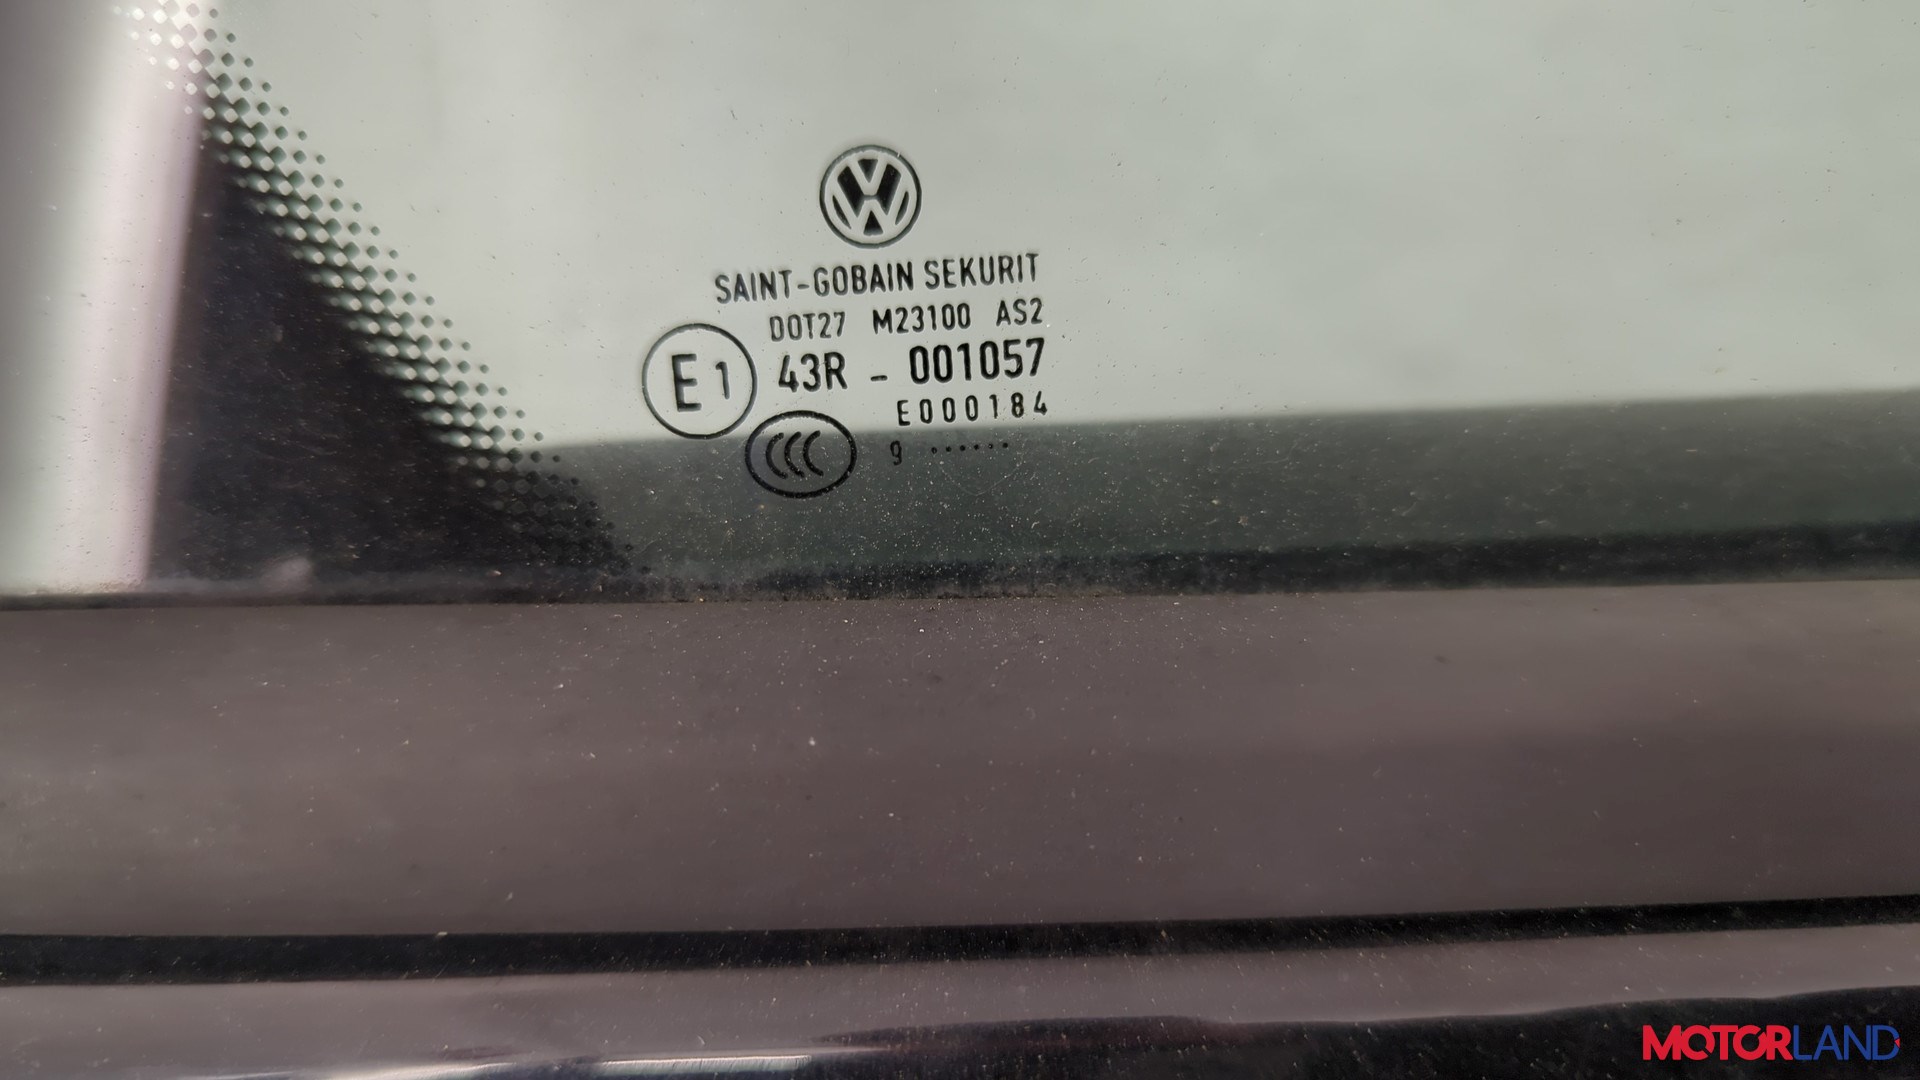 SAINT-GOBAIN SEKURIT
DOT27 M23100 AS2
E1 43R - 001057
E000184
CCC 9 ······
MOTORLAND